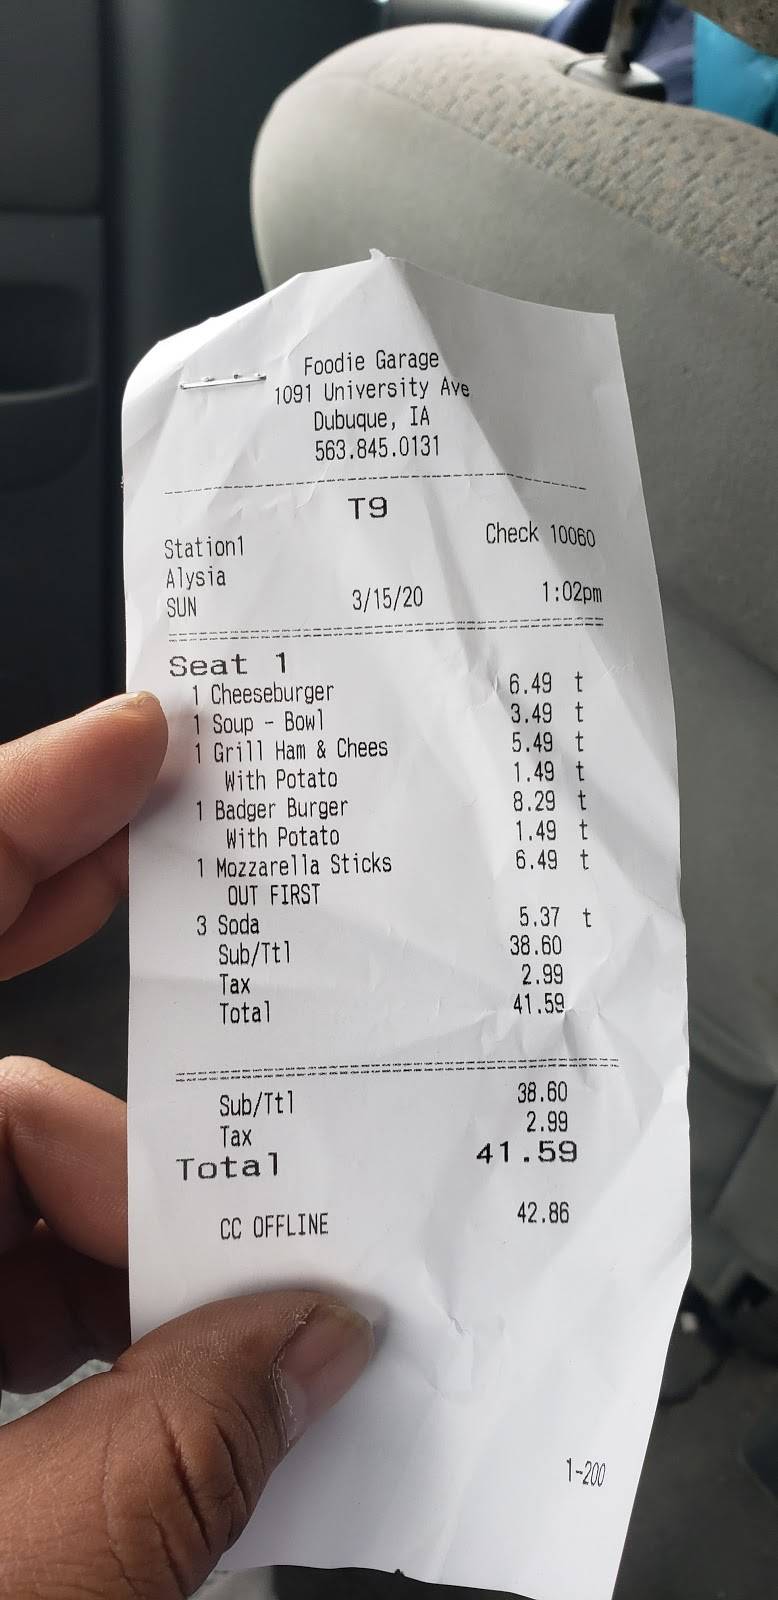 Foodie Garage
1091 University Ave
Dubuque, IA
563.845.0131
T9
Station1 Check 10060
Alysia
SUN 3/15/20 1:02pm
Seat 1
1 Cheeseburger 6.49 t
1 Soup - Bowl 3.49 t
1 Grill Ham & Chees 5.49 t
With Potato 1.49 t
1 Badger Burger 8.29 t
With Potato 1.49 t
1 Mozzarella Sticks 6.49 t
OUT FIRST
3 Soda 5.37 t
Sub/Ttl 38.60
Tax 2.99
Total 41.59
Sub/Ttl 38.60
Tax 2.99
Total 41.59
CC OFFLINE 42.86
1-200